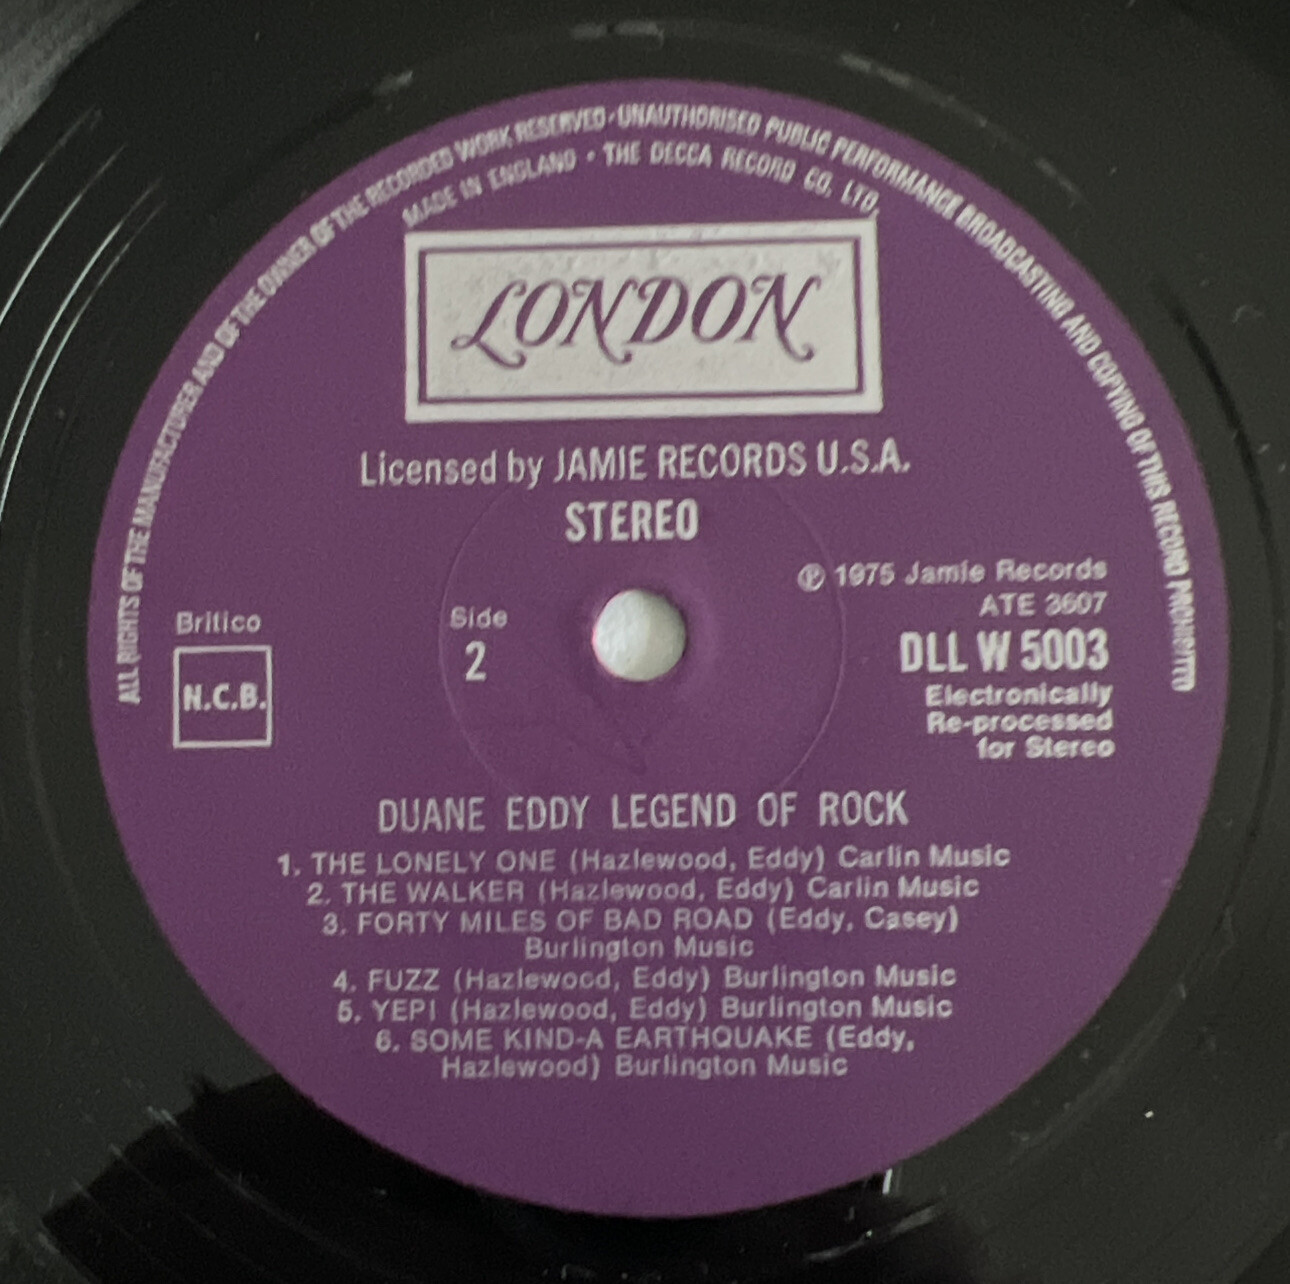 ALL RIGHTS OF THE MANUFACTURER AND OF THE OWNER OF THE RECORDED WORK RESERVED · UNAUTHORISED PUBLIC PERFORMANCE BROADCASTING AND COPYING OF THIS RECORD PROHIBITED
MADE IN ENGLAND · THE DECCA RECORD CO. LTD.
LONDON
Licensed by JAMIE RECORDS U.S.A.
STEREO
℗ 1975 Jamie Records
ATE 3607
DLL W 5003
Electronically
Re-processed
for Stereo
Side
2
Britico
N.C.B.
DUANE EDDY LEGEND OF ROCK
1. THE LONELY ONE (Hazlewood, Eddy) Carlin Music
2. THE WALKER (Hazlewood, Eddy) Carlin Music
3. FORTY MILES OF BAD ROAD (Eddy, Casey)
Burlington Music
4. FUZZ (Hazlewood, Eddy) Burlington Music
5. YEP! (Hazlewood, Eddy) Burlington Music
6. SOME KIND-A EARTHQUAKE (Eddy,
Hazlewood) Burlington Music